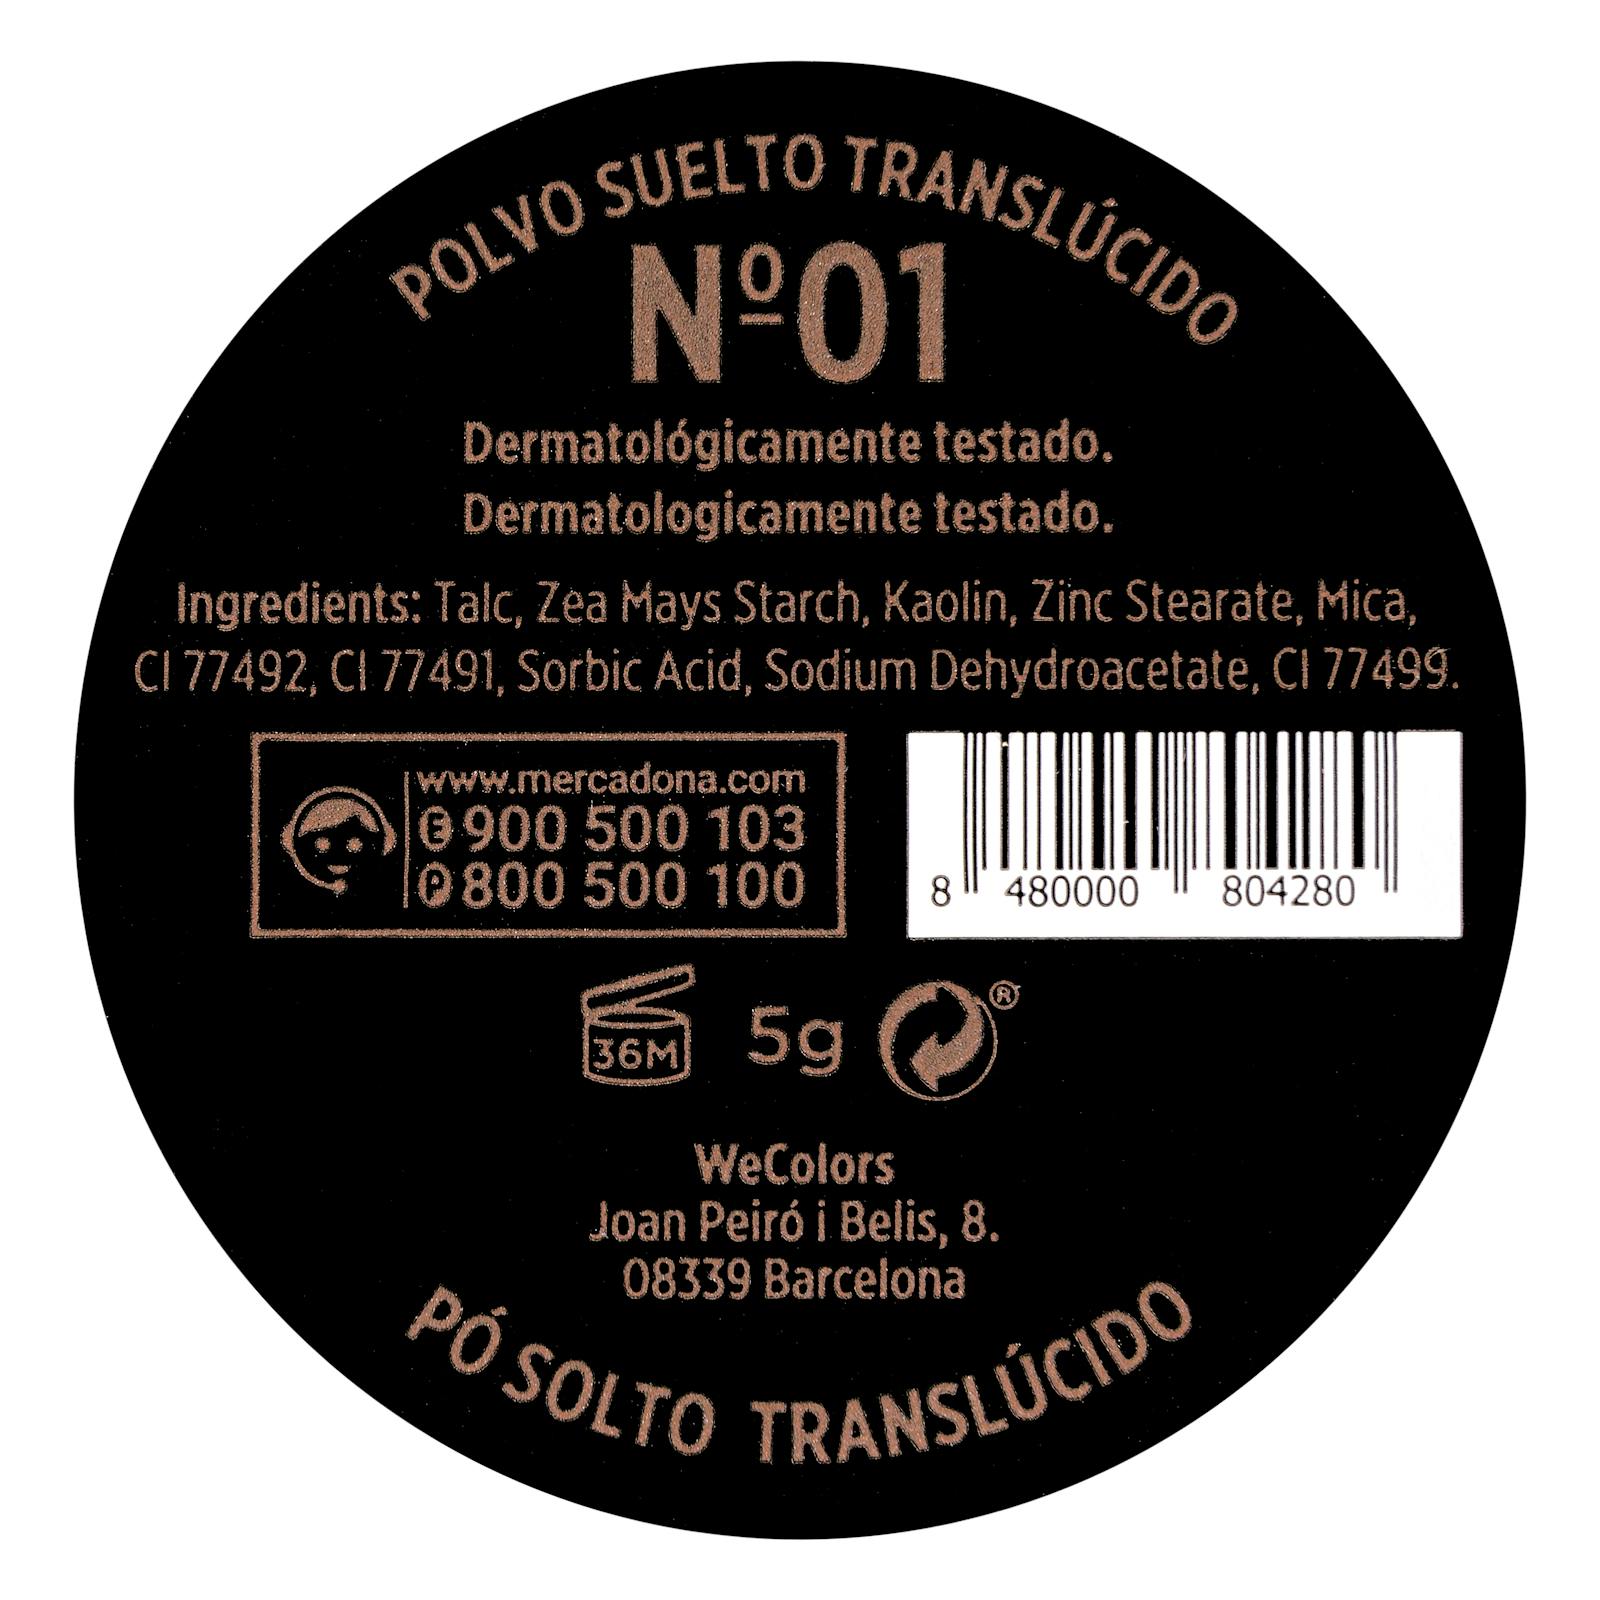 POLVO SUELTO TRANSLÚCIDO
Nº01
Dermatológicamente testado.
Dermatologicamente testado.
Ingredients: Talc, Zea Mays Starch, Kaolin, Zinc Stearate, Mica,
CI 77492, CI 77491, Sorbic Acid, Sodium Dehydroacetate, CI 77499.
www.mercadona.com
E 900 500 103
P 800 500 100
8 480000 804280
36M
5g
®
WeColors
Joan Peiró i Belis, 8.
08339 Barcelona
PÓ SOLTO TRANSLÚCIDO